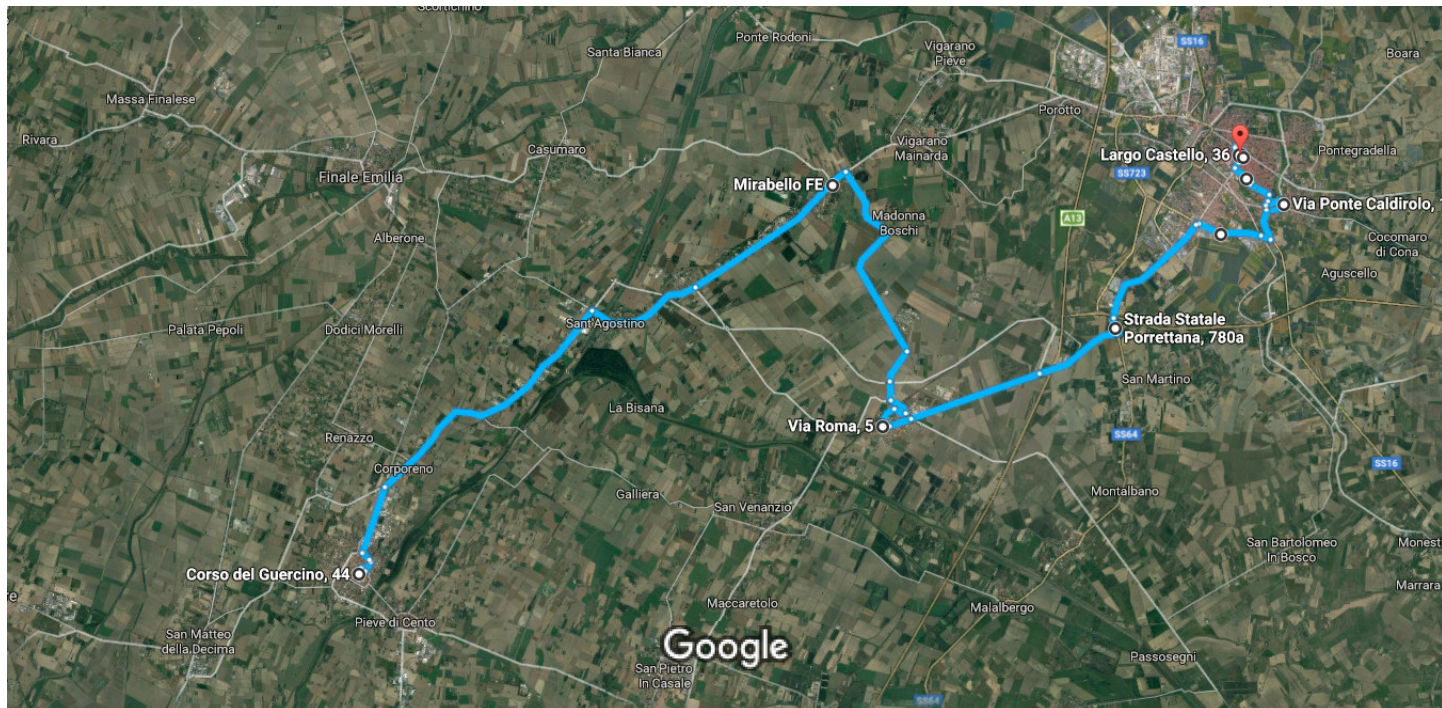 Scortichino
Ponte Rodoni
SS16
Santa Bianca
Vigarano
Pieve
Boara
Massa Finalese
Porotto
Rivara
Casumaro
Vigarano
Mainarda
Largo Castello, 36
Pontegradella
SS723
Finale Emilia
Mirabello FE
Madonna
Boschi
A13
Via Ponte Caldirolo, 1
Alberone
Cocomaro
di Cona
Aguscello
Palata Pepoli
Dodici Morelli
Sant'Agostino
Strada Statale
Porrettana, 780a
San Martino
La Bisana
Via Roma, 5
Renazzo
SS64
Corporeno
SS16
Galliera
San Venanzio
Montalbano
San Bartolomeo
In Bosco
Monest
Corso del Guercino, 44
Marrara
Maccaretolo
Malalbergo
Pieve di Cento
San Matteo
della Decima
Google
San Pietro
In Casale
Passosegni
SS64